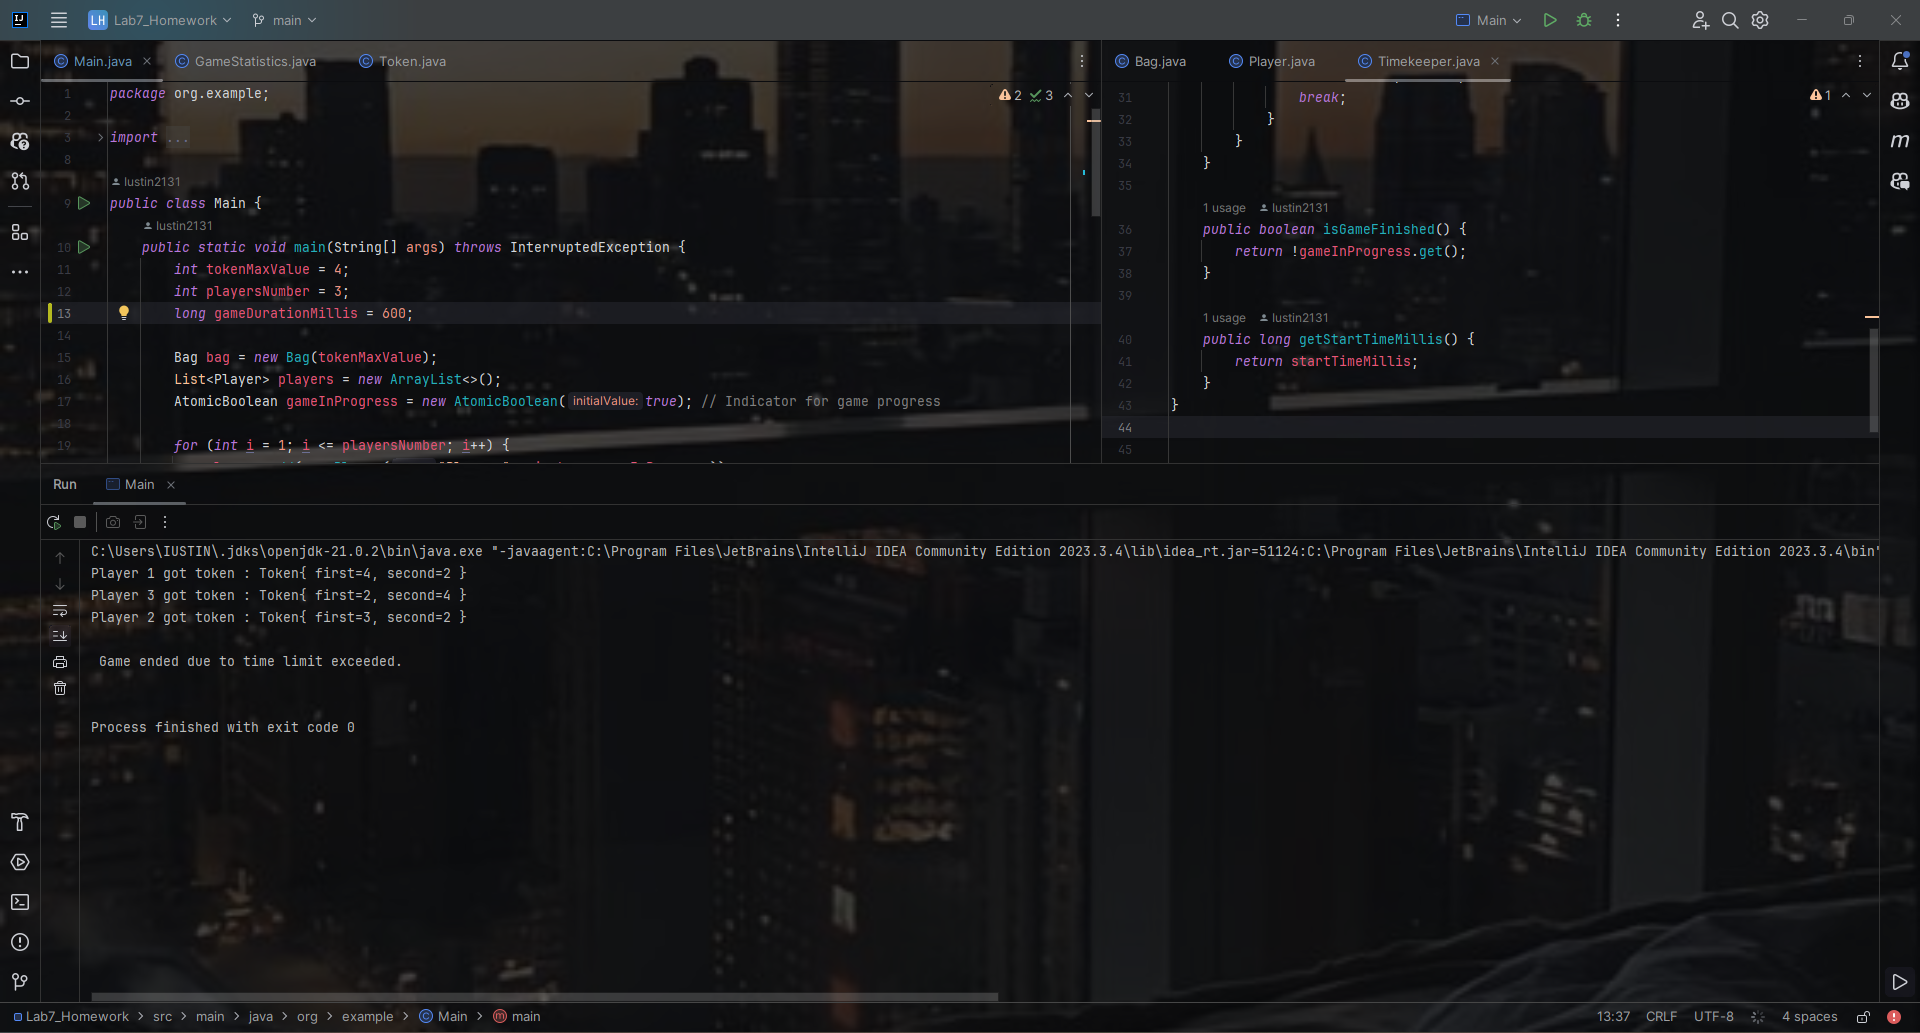 LH Lab7_Homework main Main
Main.java GameStatistics.java Token.java
2 3
1 package org.example;
2
3 import ...
8
Iustin2131
9 public class Main {
Iustin2131
10 public static void main(String[] args) throws InterruptedException {
11 int tokenMaxValue = 4;
12 int playersNumber = 3;
13 long gameDurationMillis = 600;
14
15 Bag bag = new Bag(tokenMaxValue);
16 List<Player> players = new ArrayList<>();
17 AtomicBoolean gameInProgress = new AtomicBoolean( initialValue: true); // Indicator for game progress
18
19 for (int i = 1; i <= playersNumber; i++) {
Bag.java Player.java Timekeeper.java
1
31 break;
32 }
33 }
34 }
35
1 usage Iustin2131
36 public boolean isGameFinished() {
37 return !gameInProgress.get();
38 }
39
1 usage Iustin2131
40 public long getStartTimeMillis() {
41 return startTimeMillis;
42 }
43 }
44
45
Run Main
C:\Users\IUSTIN\.jdks\openjdk-21.0.2\bin\java.exe "-javaagent:C:\Program Files\JetBrains\IntelliJ IDEA Community Edition 2023.3.4\lib\idea_rt.jar=51124:C:\Program Files\JetBrains\IntelliJ IDEA Community Edition 2023.3.4\bin"
Player 1 got token : Token{ first=4, second=2 }
Player 3 got token : Token{ first=2, second=4 }
Player 2 got token : Token{ first=3, second=2 }
Game ended due to time limit exceeded.
Process finished with exit code 0
Lab7_Homework > src > main > java > org > example > Main > main
13:37 CRLF UTF-8 4 spaces